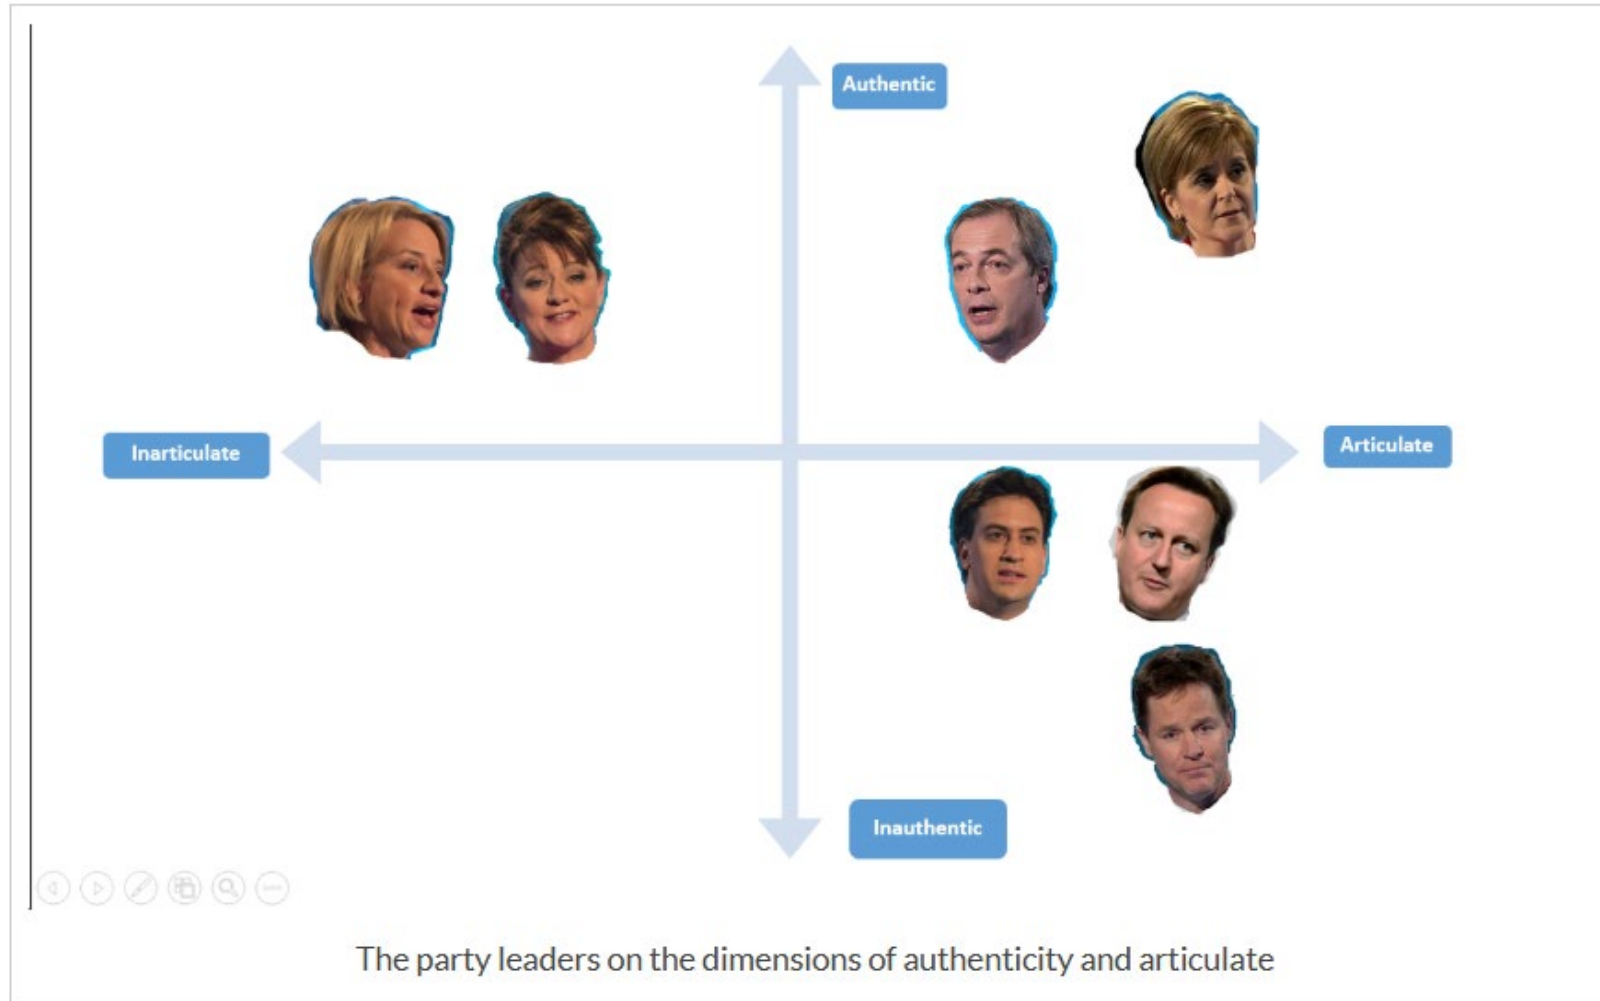 Authentic
Inarticulate
Articulate
Inauthentic
The party leaders on the dimensions of authenticity and articulate